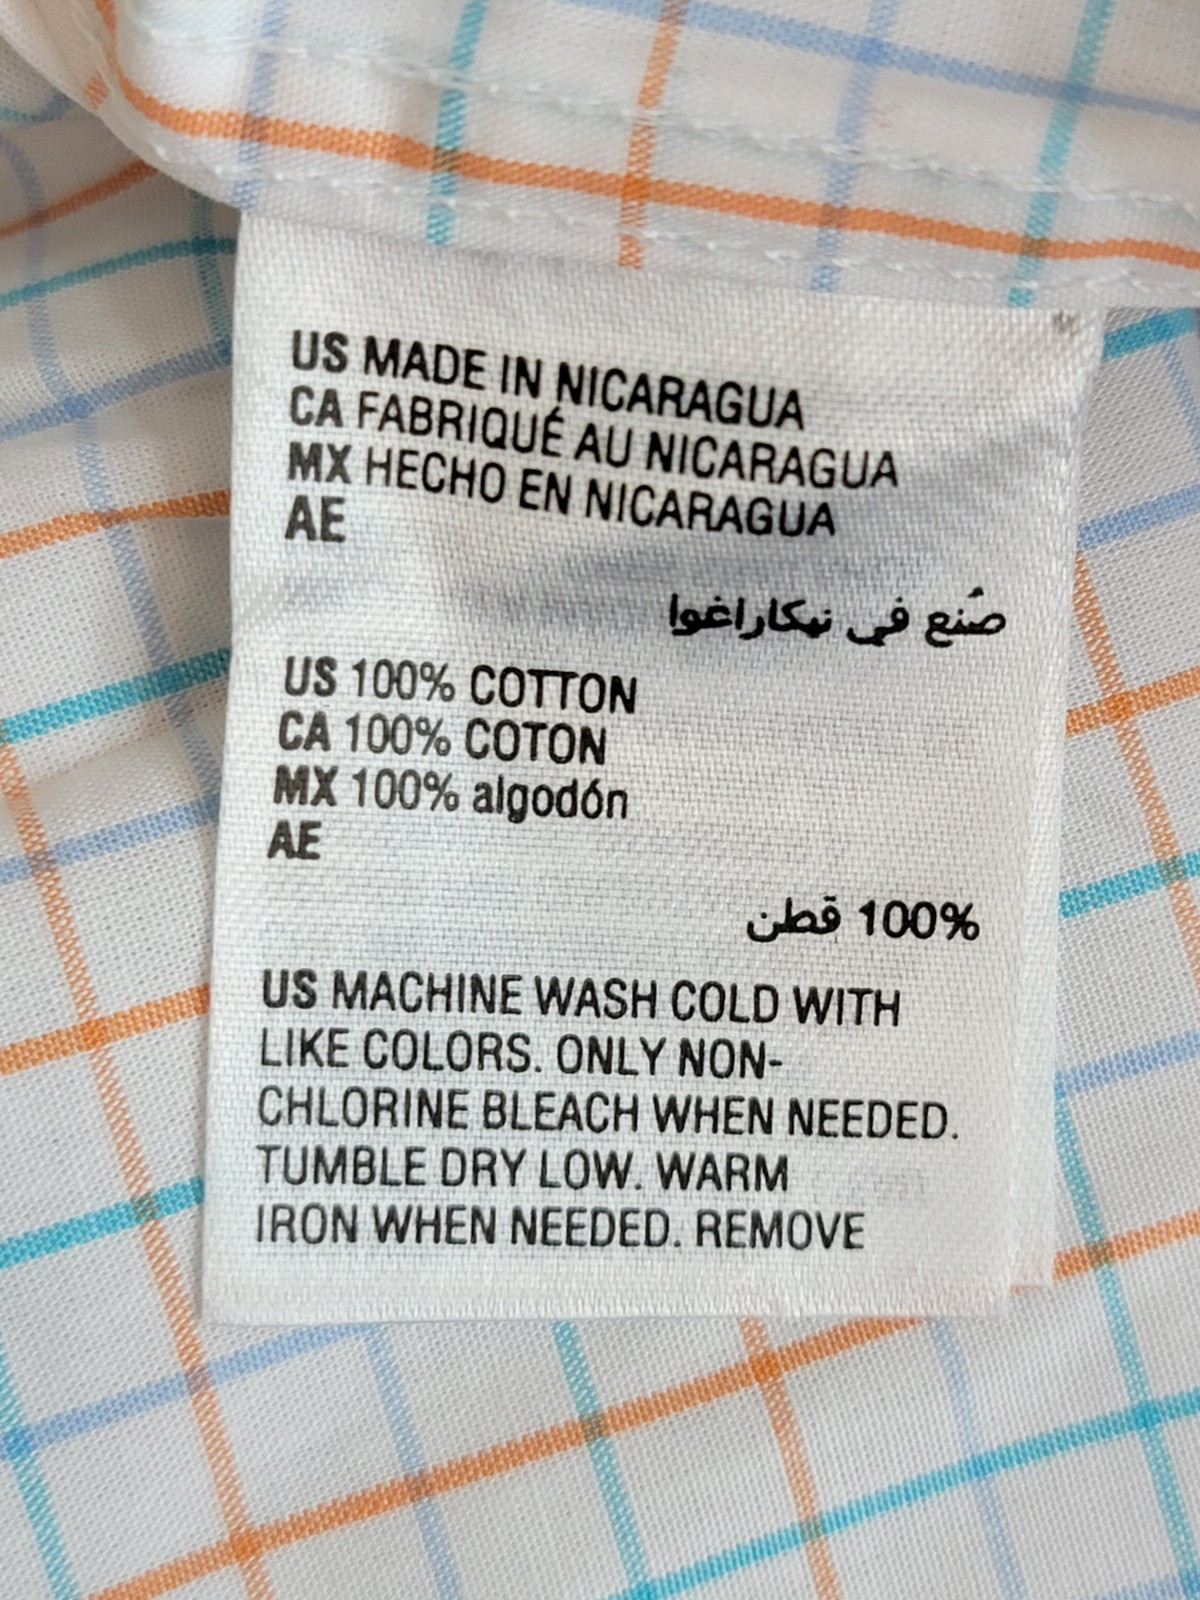 US MADE IN NICARAGUA
CA FABRIQUÉ AU NICARAGUA
MX HECHO EN NICARAGUA
AE
صُنع في نيكاراغوا
US 100% COTTON
CA 100% COTON
MX 100% algodón
AE
100% قطن
US MACHINE WASH COLD WITH
LIKE COLORS. ONLY NON-
CHLORINE BLEACH WHEN NEEDED.
TUMBLE DRY LOW. WARM
IRON WHEN NEEDED. REMOVE